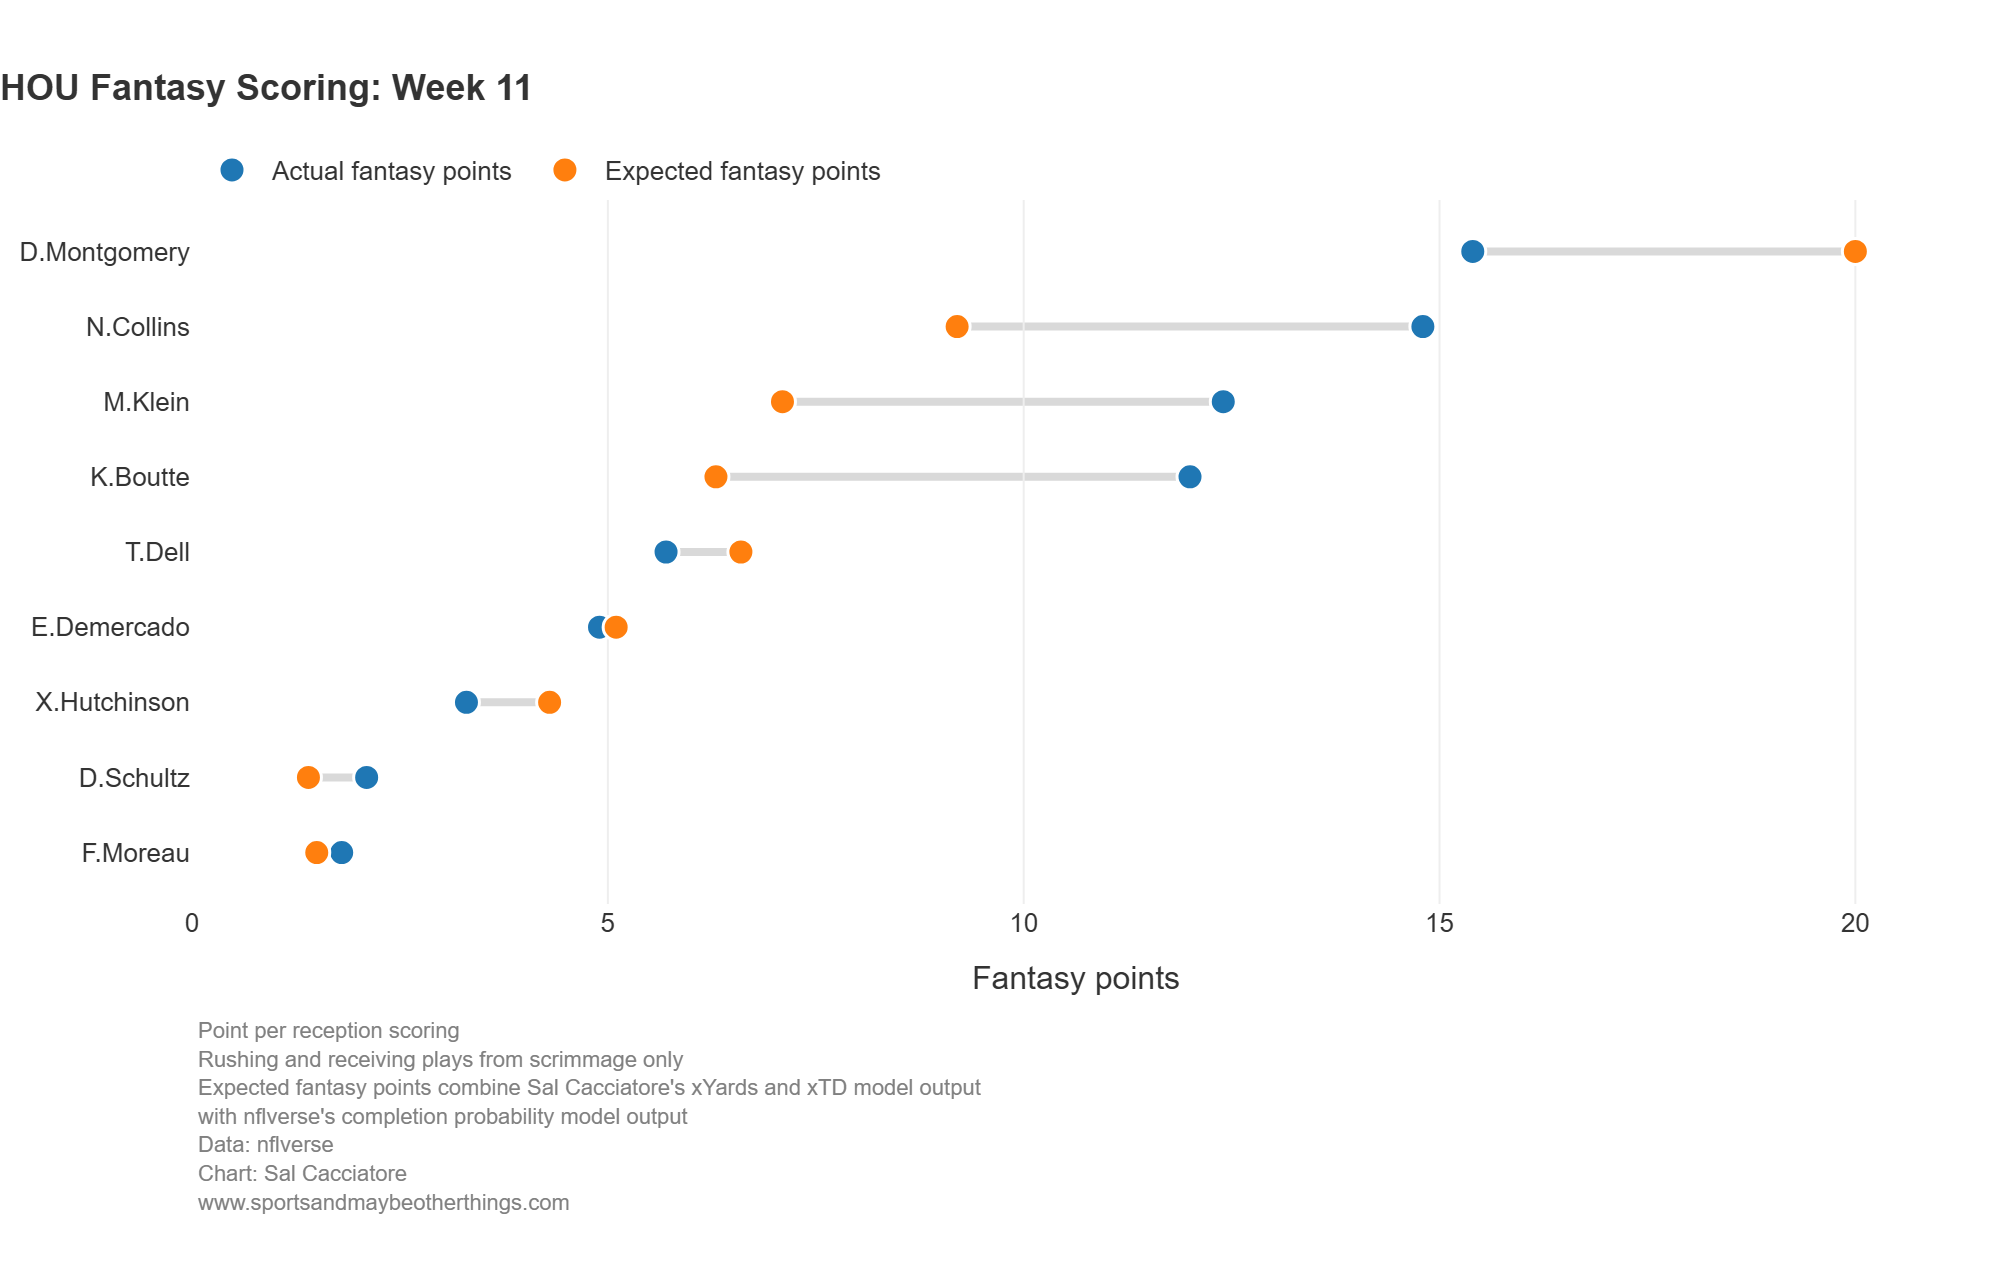 HOU Fantasy Scoring: Week 11
Actual fantasy points
Expected fantasy points
D.Montgomery
N.Collins
M.Klein
K.Boutte
T.Dell
E.Demercado
X.Hutchinson
D.Schultz
F.Moreau
0 5 10 15 20
Fantasy points
Point per reception scoring
Rushing and receiving plays from scrimmage only
Expected fantasy points combine Sal Cacciatore's xYards and xTD model output
with nflverse's completion probability model output
Data: nflverse
Chart: Sal Cacciatore
www.sportsandmaybeotherthings.com